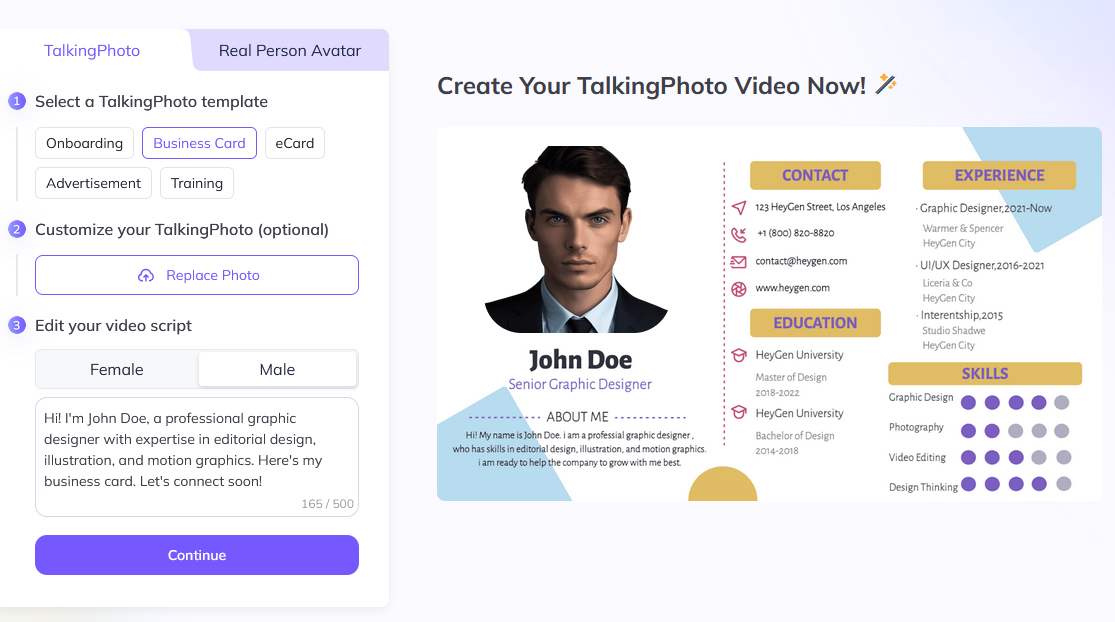 TalkingPhoto
Real Person Avatar
1 Select a TalkingPhoto template
Onboarding
Business Card
eCard
Advertisement
Training
2 Customize your TalkingPhoto (optional)
Replace Photo
3 Edit your video script
Female
Male
Hi! I'm John Doe, a professional graphic
designer with expertise in editorial design,
illustration, and motion graphics. Here's my
business card. Let's connect soon!
165 / 500
Continue
Create Your TalkingPhoto Video Now!
John Doe
Senior Graphic Designer
ABOUT ME
Hi! My name is John Doe. i am a professial graphic designer ,
who has skills in editorial design, illustration, and motion graphics.
i am ready to help the company to grow with me best.
CONTACT
123 HeyGen Street, Los Angeles
+1 (800) 820-8820
contact@heygen.com
www.heygen.com
EDUCATION
HeyGen University
Master of Design
2018-2022
HeyGen University
Bachelor of Design
2014-2018
EXPERIENCE
· Graphic Designer,2021-Now
Warmer & Spencer
HeyGen City
· UI/UX Designer,2016-2021
Liceria & Co
HeyGen City
· Interentship,2015
Studio Shadwe
HeyGen City
SKILLS
Graphic Design
Photography
Video Editing
Design Thinking